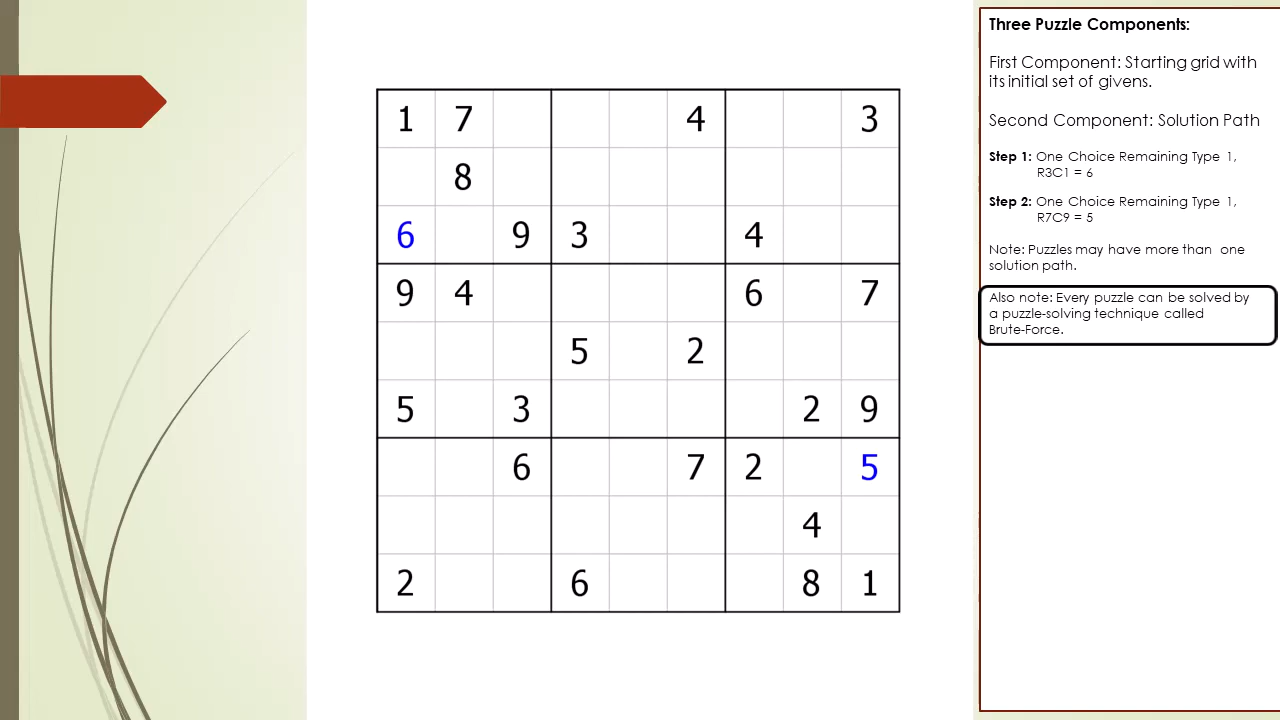 1 7 4 3
8
6 9 3 4
9 4 6 7
5 2
5 3 2 9
6 7 2 5
4
2 6 8 1
Three Puzzle Components:
First Component: Starting grid with
its initial set of givens.
Second Component: Solution Path
Step 1: One Choice Remaining Type 1,
R3C1 = 6
Step 2: One Choice Remaining Type 1,
R7C9 = 5
Note: Puzzles may have more than one
solution path.
Also note: Every puzzle can be solved by
a puzzle-solving technique called
Brute-Force.